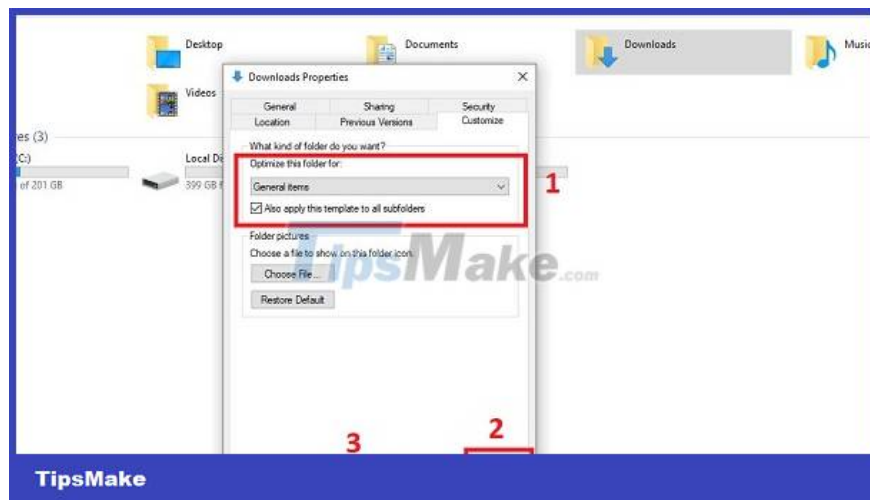 Desktop
Documents
Downloads
Music
Videos
Downloads Properties
General Sharing Security
Location Previous Versions Customize
What kind of folder do you want?
Optimize this folder for:
General items
Also apply this template to all subfolders
1
(3)
(C:)
of 201 GB
Local
399 GB
Folder pictures
Choose a file to show on this folder icon.
Choose File...
Restore Default
TipsMake.com
3
2
TipsMake